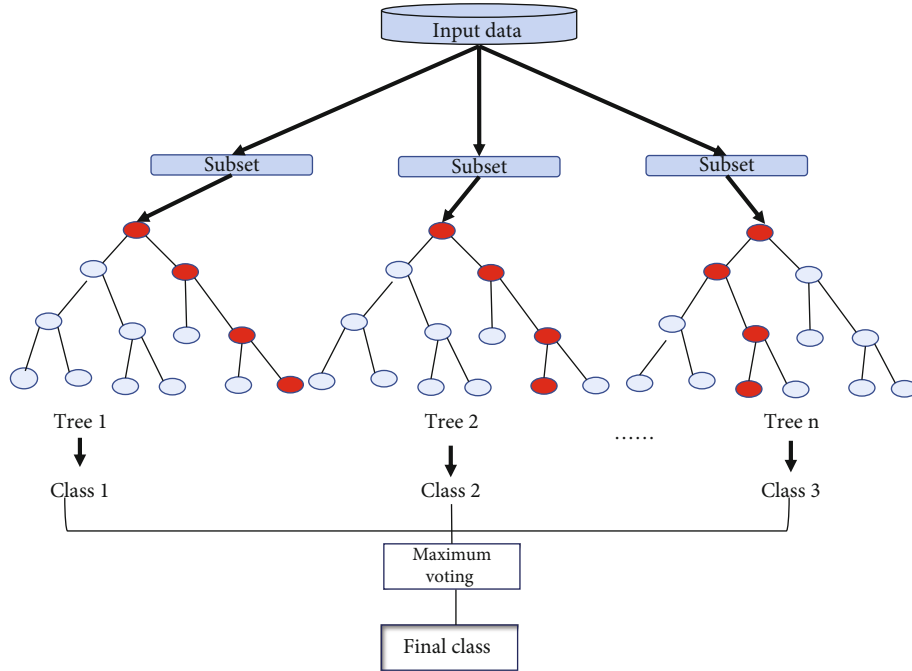 Input data
Subset
Subset
Subset
Tree 1
Tree 2
......
Tree n
Class 1
Class 2
Class 3
Maximum
voting
Final class